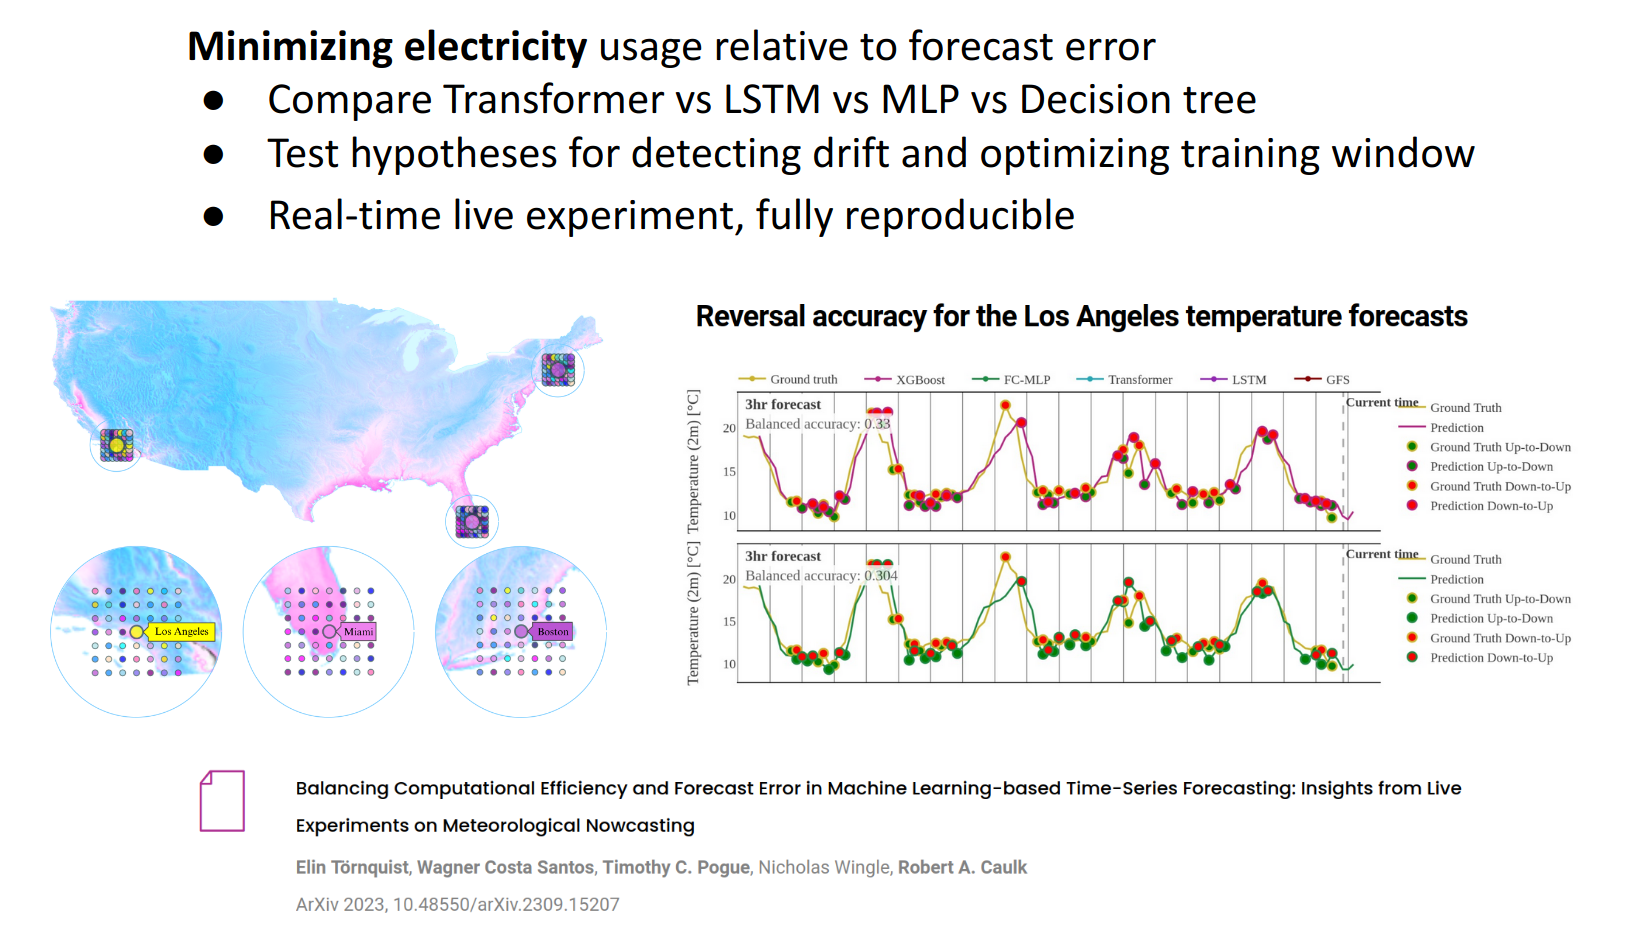 Minimizing electricity usage relative to forecast error
● Compare Transformer vs LSTM vs MLP vs Decision tree
● Test hypotheses for detecting drift and optimizing training window
● Real-time live experiment, fully reproducible
Los Angeles
Miami
Boston
Reversal accuracy for the Los Angeles temperature forecasts
Ground truth XGBoost FC-MLP Transformer LSTM GFS
Temperature (2m) [°C]
20
15
10
3hr forecast
Balanced accuracy: 0.33
Current time
Ground Truth
Prediction
Ground Truth Up-to-Down
Prediction Up-to-Down
Ground Truth Down-to-Up
Prediction Down-to-Up
Temperature (2m) [°C]
20
15
10
3hr forecast
Balanced accuracy: 0.304
Current time
Ground Truth
Prediction
Ground Truth Up-to-Down
Prediction Up-to-Down
Ground Truth Down-to-Up
Prediction Down-to-Up
Balancing Computational Efficiency and Forecast Error in Machine Learning-based Time-Series Forecasting: Insights from Live
Experiments on Meteorological Nowcasting
Elin Törnquist, Wagner Costa Santos, Timothy C. Pogue, Nicholas Wingle, Robert A. Caulk
ArXiv 2023, 10.48550/arXiv.2309.15207